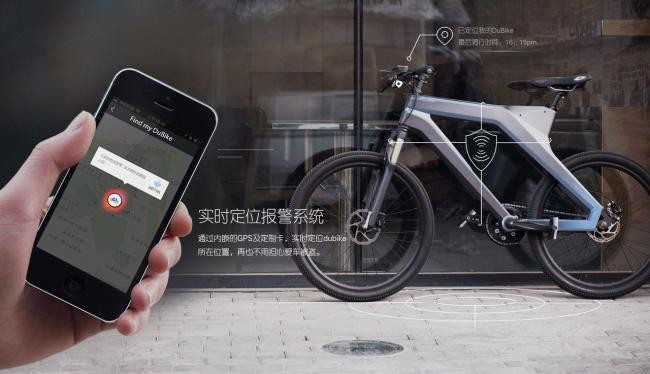 已定位我的DuBike
最后骑行时间，16，15pm
Find my DuBike
实时定位报警系统
通过内嵌的GPS及定制卡，实时定位dubike
所在位置，再也不用担心爱车被盗。